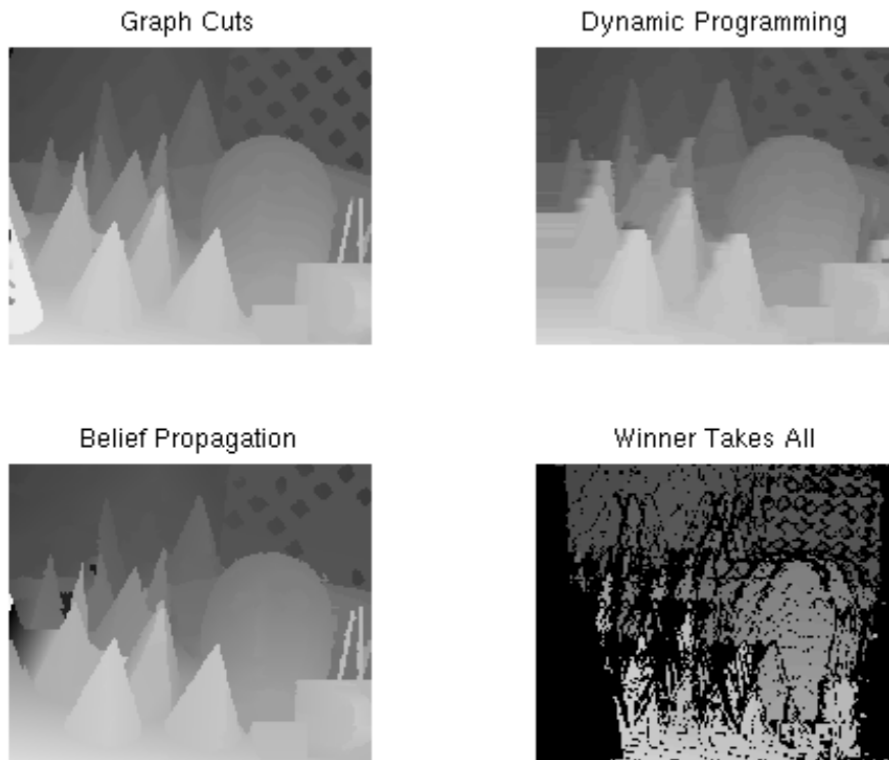 Graph Cuts
Dynamic Programming
Belief Propagation
Winner Takes All